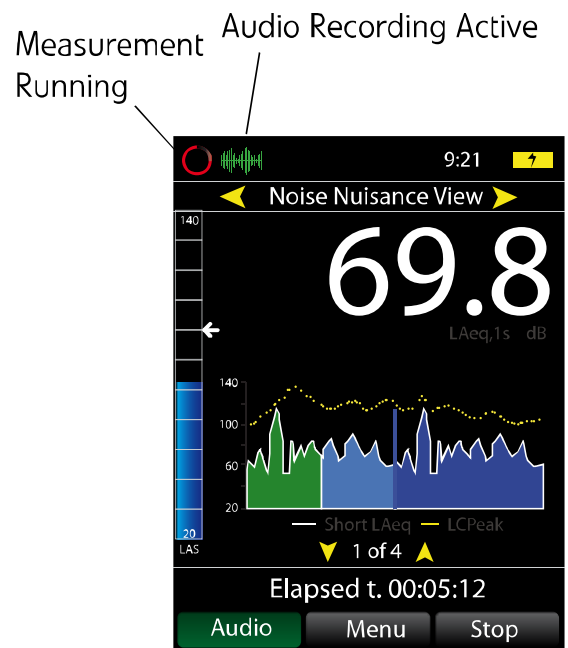 Audio Recording Active
Measurement
Running
9:21
Noise Nuisance View
140
69.8
LAeq,1s dB
140
100
60
20
20
LAS
Short LAeq LCPeak
1 of 4
Elapsed t. 00:05:12
Audio Menu Stop